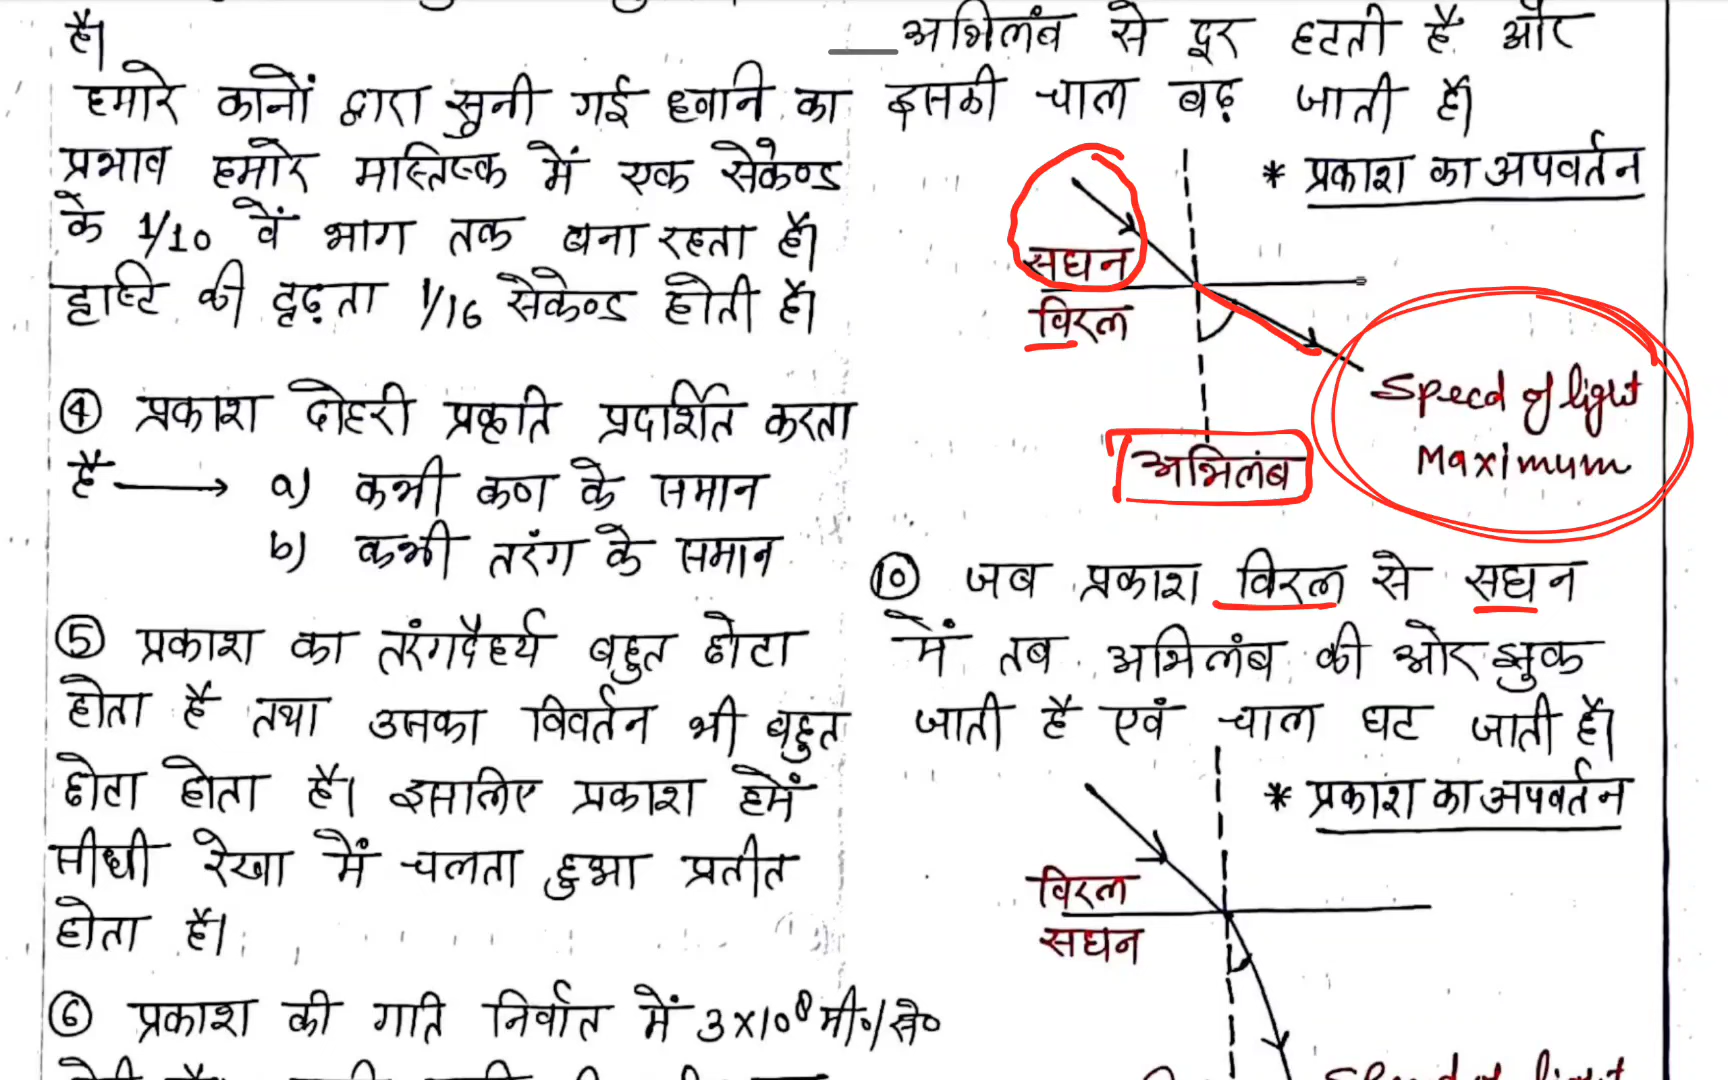 है।
हमारे कानों द्वारा सुनी गई ध्वनि का
प्रभाव हमारे मस्तिष्क में एक सेकेण्ड
के 1/10 वें भाग तक बना रहता है।
दृष्टि की दृढ़ता 1/16 सेकेण्ड होती है।
④ प्रकाश दोहरी प्रकृति प्रदर्शित करता
है → a) कभी कण के समान
b) कभी तरंग के समान
⑤ प्रकाश का तरंगदैर्ध्य बहुत छोटा
होता है तथा उसका विवर्तन भी बहुत
छोटा होता है। इसलिए प्रकाश हमें
सीधी रेखा में चलता हुआ प्रतीत
होता है।
⑥ प्रकाश की गति निर्वात में 3×10⁸ मी०/से०
अभिलंब से दूर हटती है और
इसकी चाल बढ़ जाती है।
* प्रकाश का अपवर्तन
सघन
विरल
Speed of light
Maximum
अभिलंब
⑩ जब प्रकाश विरल से सघन
में तब अभिलंब की ओर झुक
जाती है एवं चाल घट जाती है।
* प्रकाश का अपवर्तन
विरल
सघन
Speed of light